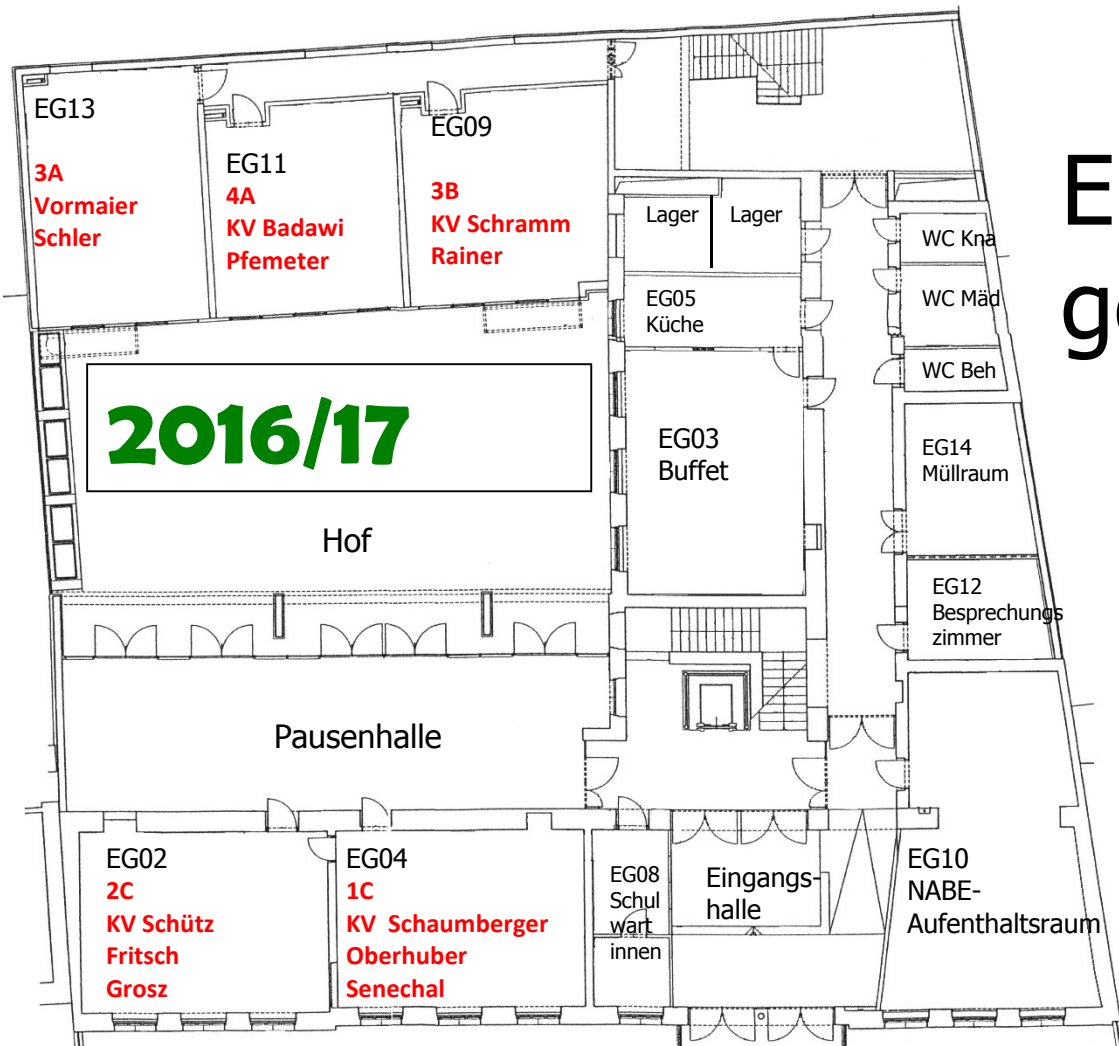 EG13
3A
Vormaier
Schler
EG11
4A
KV Badawi
Pfemeter
EG09
3B
KV Schramm
Rainer
Lager
Lager
WC Kna
EG05
Küche
WC Mäd
WC Beh
2016/17
EG03
Buffet
EG14
Müllraum
Hof
EG12
Besprechungs
zimmer
Pausenhalle
EG02
2C
KV Schütz
Fritsch
Grosz
EG04
1C
KV Schaumberger
Oberhuber
Senechal
EG08
Schul
wart
innen
Eingangs-
halle
EG10
NABE-
Aufenthaltsraum
E
g